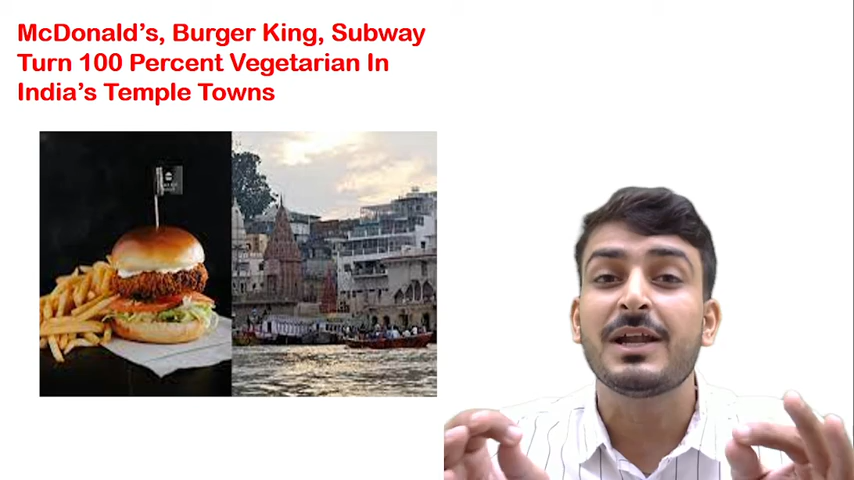 McDonald's, Burger King, Subway
Turn 100 Percent Vegetarian In
India's Temple Towns